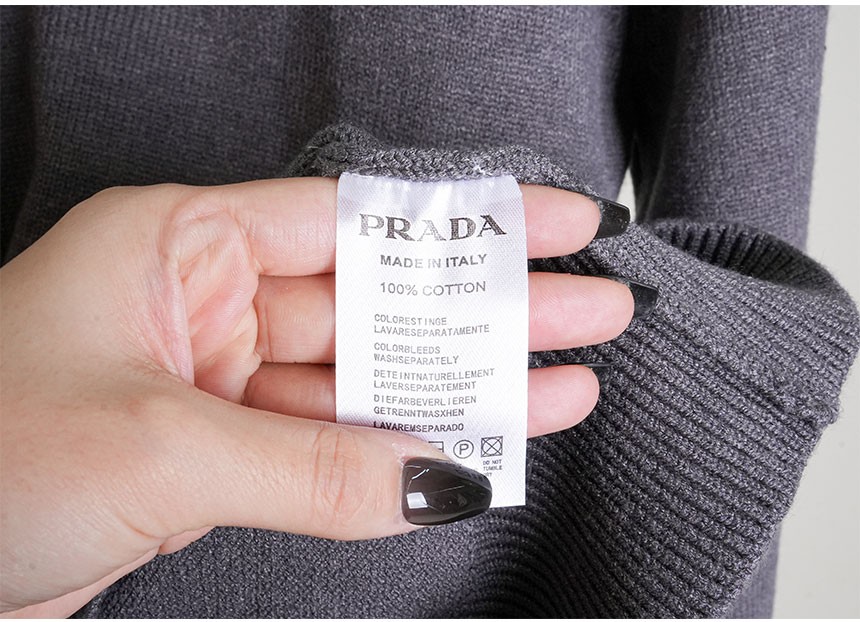 PRADA
MADE IN ITALY
100% COTTON
COLORESTINGE
LAVARESEPARATAMENTE
COLORBLEEDS
WASHSEPARATELY
DETEINTNATURELLEMENT
LAVERSEPARATEMENT
DIEFARBEVERLIEREN
GETRENNTWASXHEN
LAVAREMSEPARADO
P
DO NOT
TUMBLE